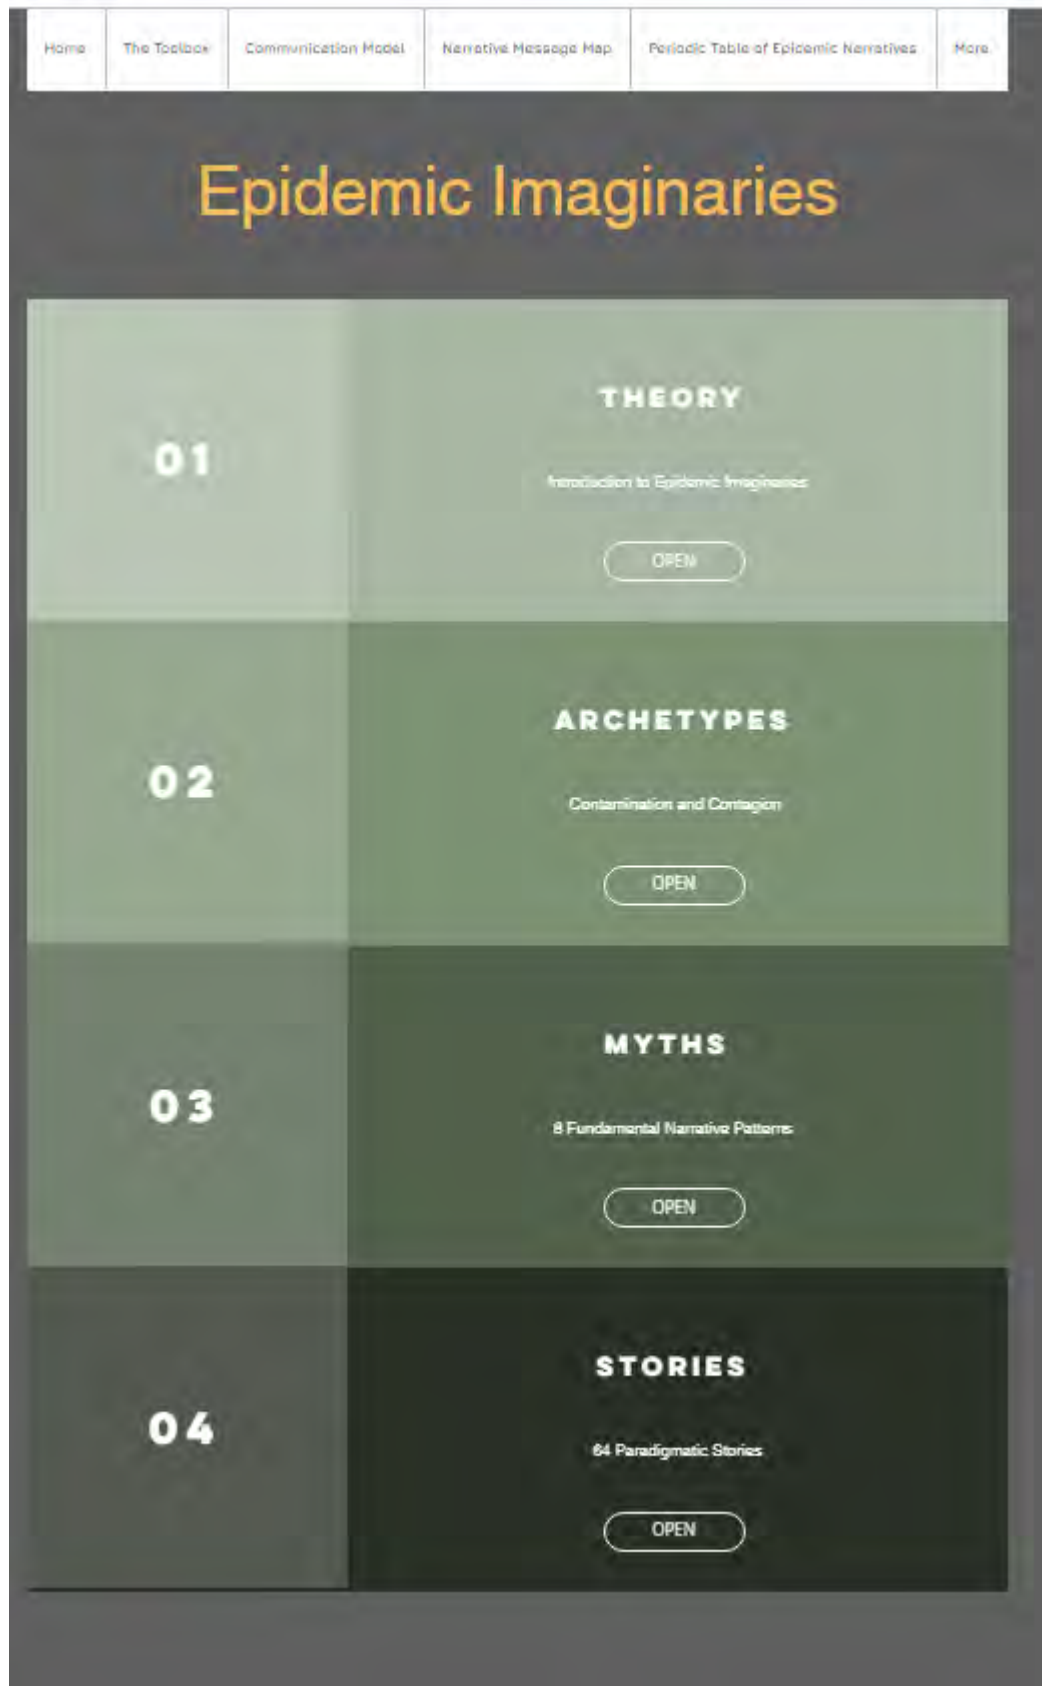 Home The Toolbox Communication Model Narrative Message Map Periodic Table of Epidemic Narratives More
Epidemic Imaginaries
01
THEORY
Introduction to Epidemic Imaginaries
OPEN
02
ARCHETYPES
Contamination and Contagion
OPEN
03
MYTHS
8 Fundamental Narrative Patterns
OPEN
04
STORIES
64 Paradigmatic Stories
OPEN